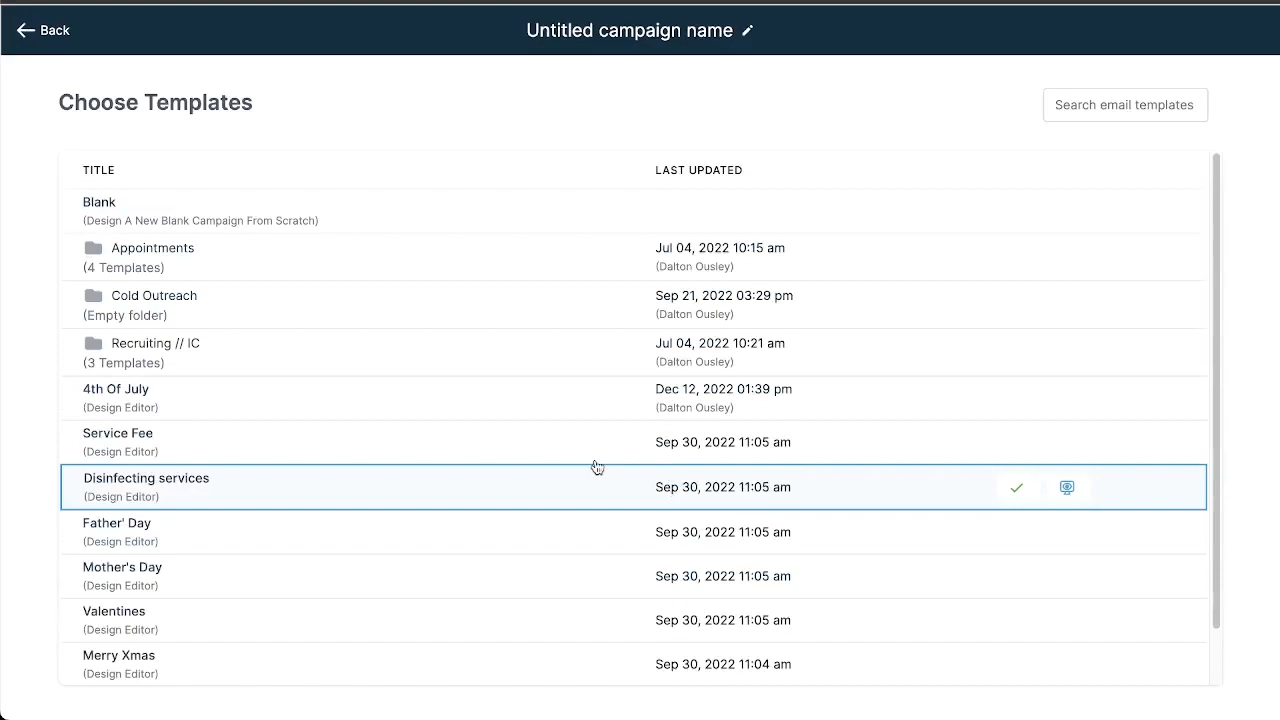 Back
Untitled campaign name
Choose Templates
Search email templates
TITLE LAST UPDATED
Blank
(Design A New Blank Campaign From Scratch)
Appointments Jul 04, 2022 10:15 am
(4 Templates) (Dalton Ousley)
Cold Outreach Sep 21, 2022 03:29 pm
(Empty folder) (Dalton Ousley)
Recruiting // IC Jul 04, 2022 10:21 am
(3 Templates) (Dalton Ousley)
4th Of July Dec 12, 2022 01:39 pm
(Design Editor) (Dalton Ousley)
Service Fee
(Design Editor) Sep 30, 2022 11:05 am
Disinfecting services
(Design Editor) Sep 30, 2022 11:05 am
Father' Day
(Design Editor) Sep 30, 2022 11:05 am
Mother's Day
(Design Editor) Sep 30, 2022 11:05 am
Valentines
(Design Editor) Sep 30, 2022 11:05 am
Merry Xmas
(Design Editor) Sep 30, 2022 11:04 am